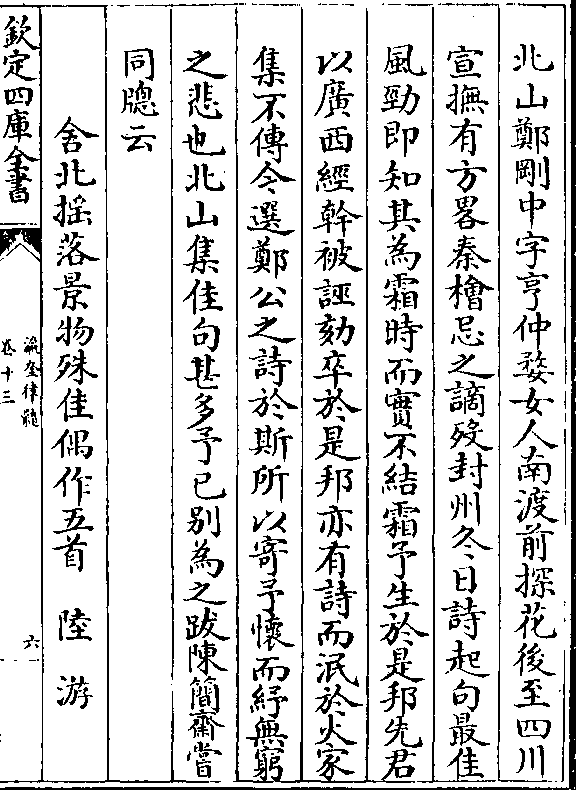 北山鄭剛中字亨仲婺女人南渡前探花後至四川
宣撫有方畧秦檜忌之謫殁封州久冬日詩起句最佳
風勁即知其為霜時而實不結霜予生於是邦先君
以廣西經幹被誣劾卒於是邦亦有詩而泯於火家
集不傳今選鄭公之詩於斯所以寄予懷而紓無窮
之悲也北山集佳句甚多予已别為之跋陳簡齋嘗
同牕云
舍北揺落景物殊佳偶作五首　陸游
欽定四庫全書
瀛奎律髓
卷十三
六